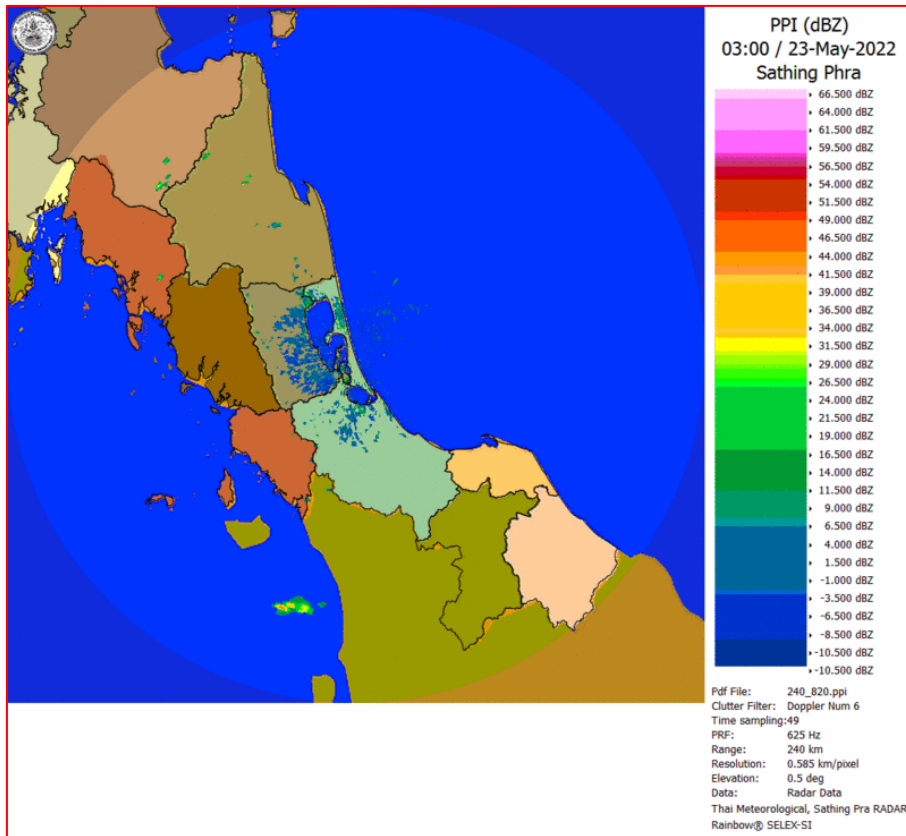 PPI (dBZ)
03:00 / 23-May-2022
Sathing Phra
66.500 dBZ
64.000 dBZ
61.500 dBZ
59.500 dBZ
56.500 dBZ
54.000 dBZ
51.500 dBZ
49.000 dBZ
46.500 dBZ
44.000 dBZ
41.500 dBZ
39.000 dBZ
36.500 dBZ
34.000 dBZ
31.500 dBZ
29.000 dBZ
26.500 dBZ
24.000 dBZ
21.500 dBZ
19.000 dBZ
16.500 dBZ
14.000 dBZ
11.500 dBZ
9.000 dBZ
6.500 dBZ
4.000 dBZ
1.500 dBZ
-1.000 dBZ
-3.500 dBZ
-6.500 dBZ
-8.500 dBZ
-10.500 dBZ
-10.500 dBZ
Pdf File: 240_820.ppi
Clutter Filter: Doppler Num 6
Time sampling:49
PRF: 625 Hz
Range: 240 km
Resolution: 0.585 km/pixel
Elevation: 0.5 deg
Data: Radar Data
Thai Meteorological, Sathing Pra RADAR
Rainbow® SELEX-SI